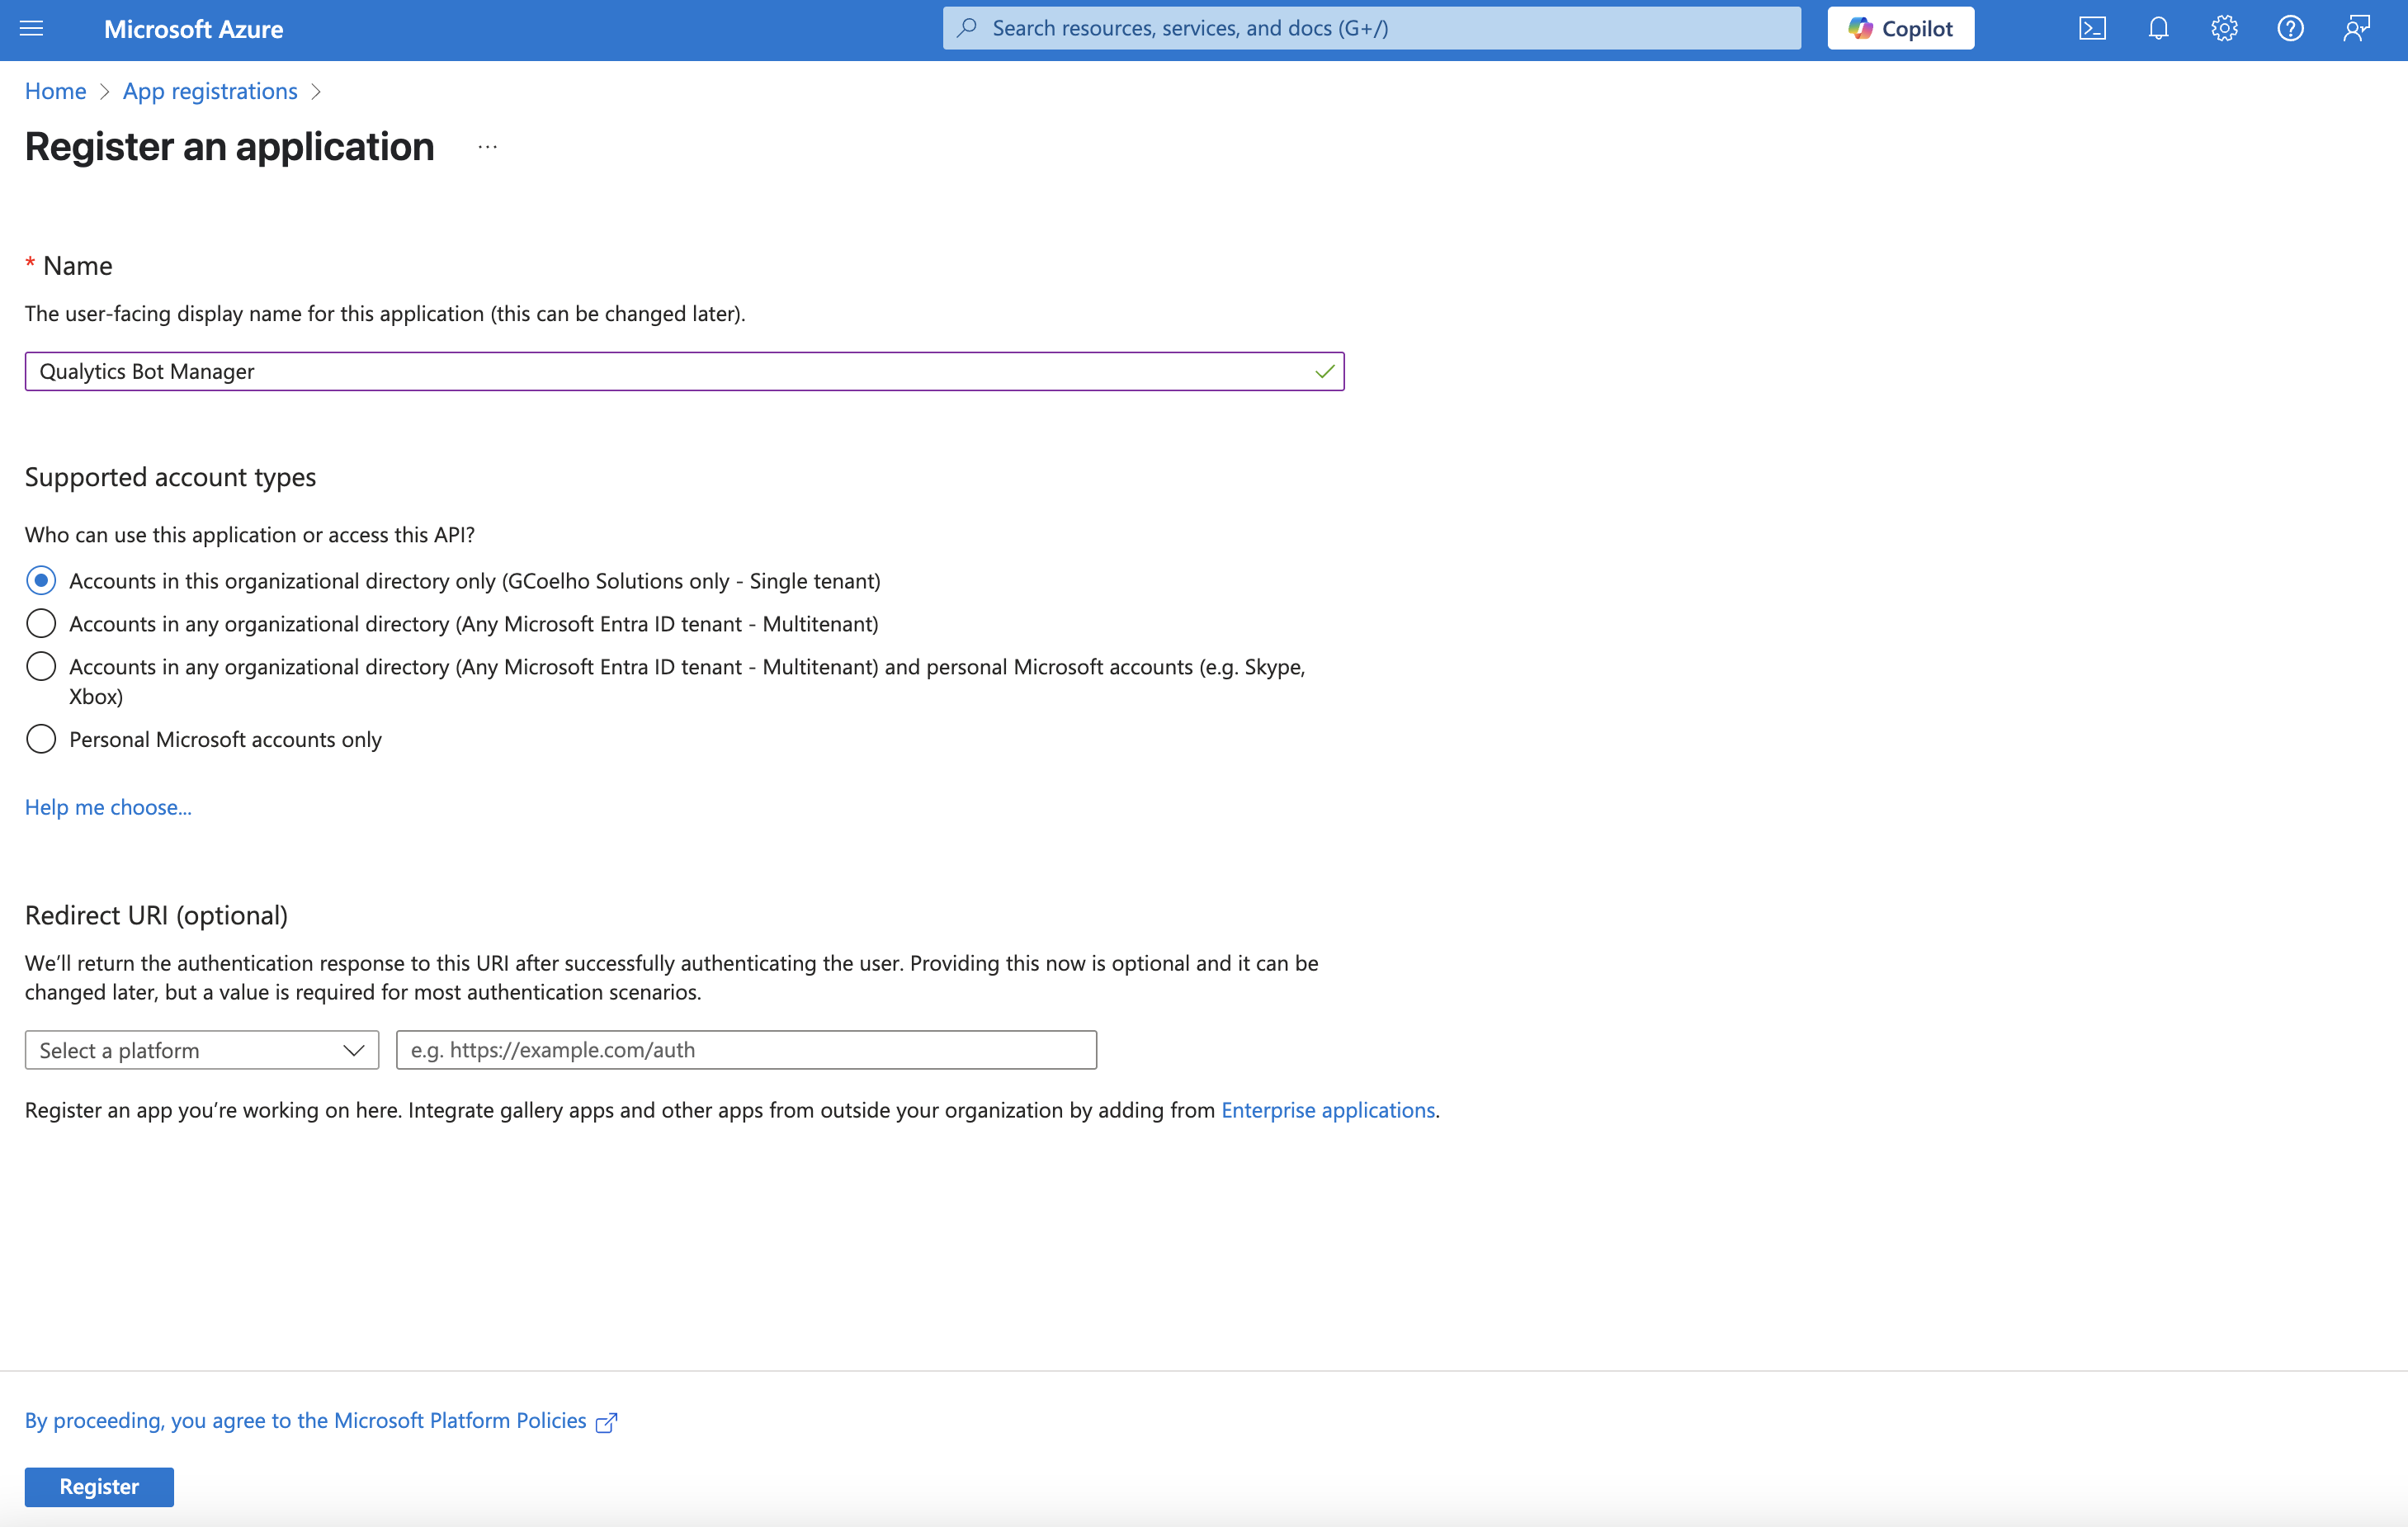 Microsoft Azure
Search resources, services, and docs (G+/)
Copilot
Home > App registrations >
Register an application ...
* Name
The user-facing display name for this application (this can be changed later).
Qualytics Bot Manager
Supported account types
Who can use this application or access this API?
Accounts in this organizational directory only (GCoelho Solutions only - Single tenant)
Accounts in any organizational directory (Any Microsoft Entra ID tenant - Multitenant)
Accounts in any organizational directory (Any Microsoft Entra ID tenant - Multitenant) and personal Microsoft accounts (e.g. Skype,
Xbox)
Personal Microsoft accounts only
Help me choose...
Redirect URI (optional)
We’ll return the authentication response to this URI after successfully authenticating the user. Providing this now is optional and it can be
changed later, but a value is required for most authentication scenarios.
Select a platform
e.g. https://example.com/auth
Register an app you’re working on here. Integrate gallery apps and other apps from outside your organization by adding from Enterprise applications.
By proceeding, you agree to the Microsoft Platform Policies
Register